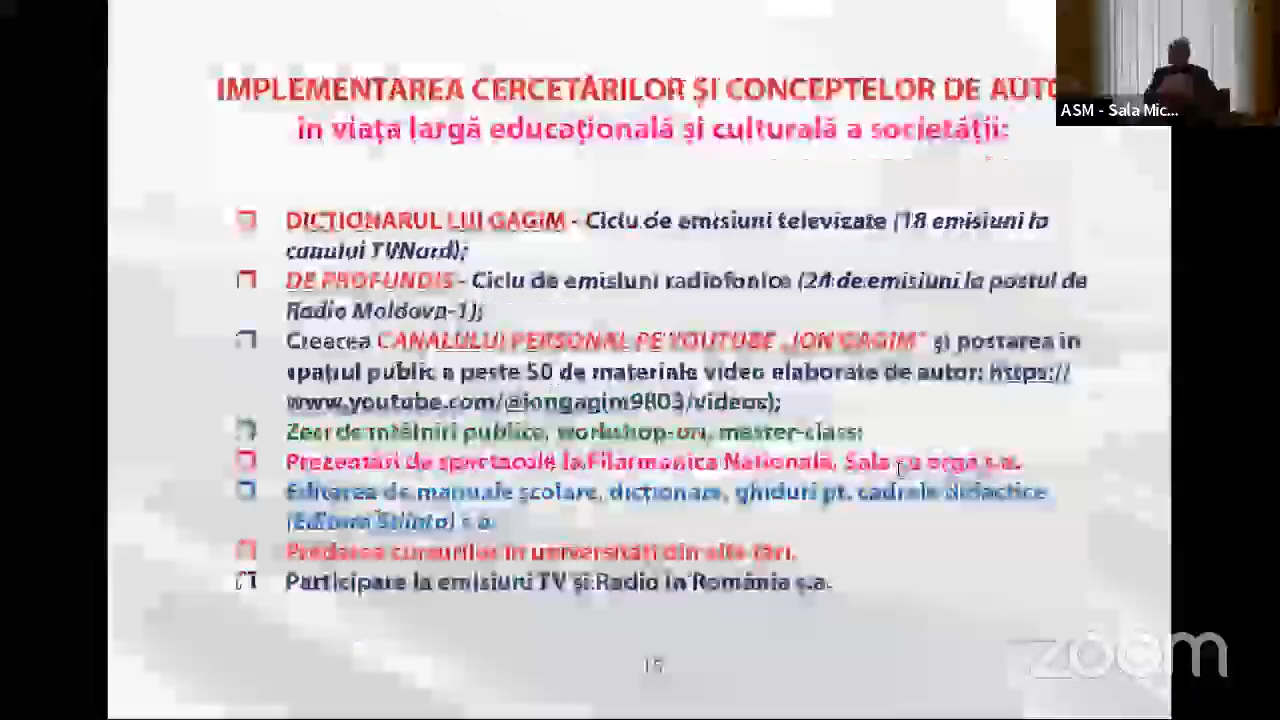 IMPLEMENTAREA CERCETĂRILOR ȘI CONCEPTELOR DE AUTO
în viața largă educațională și culturală a societății:
ASM - Sala Mic...
DICȚIONARUL LUI GAGIM - Ciclu de emisiuni televizate (18 emisiuni la
canalul TVNord);
DE PROFUNDIS - Ciclu de emisiuni radiofonice de emisiuni la postul de
Radio Moldova-1);
Crearea CANALULUI PERSONAL PE YOUTUBE „ION GAGIM” și postarea în
spațiul public a peste 50 de materiale video elaborate de autor: https://
www.youtube.com/@iongagim9803/videos);
Zeci de întâlniri publice, workshop-uri, master-class;
Prezentări de spectacole la Filarmonica Națională, Sala cu orgă ș.a.
Editarea de manuale școlare, dicționare, ghiduri pt. cadrele didactice
(Editura Știința) ș.a.
Predarea cursurilor în universități din alte țări.
Participare la emisiuni TV și Radio în România ș.a.
15
zoom